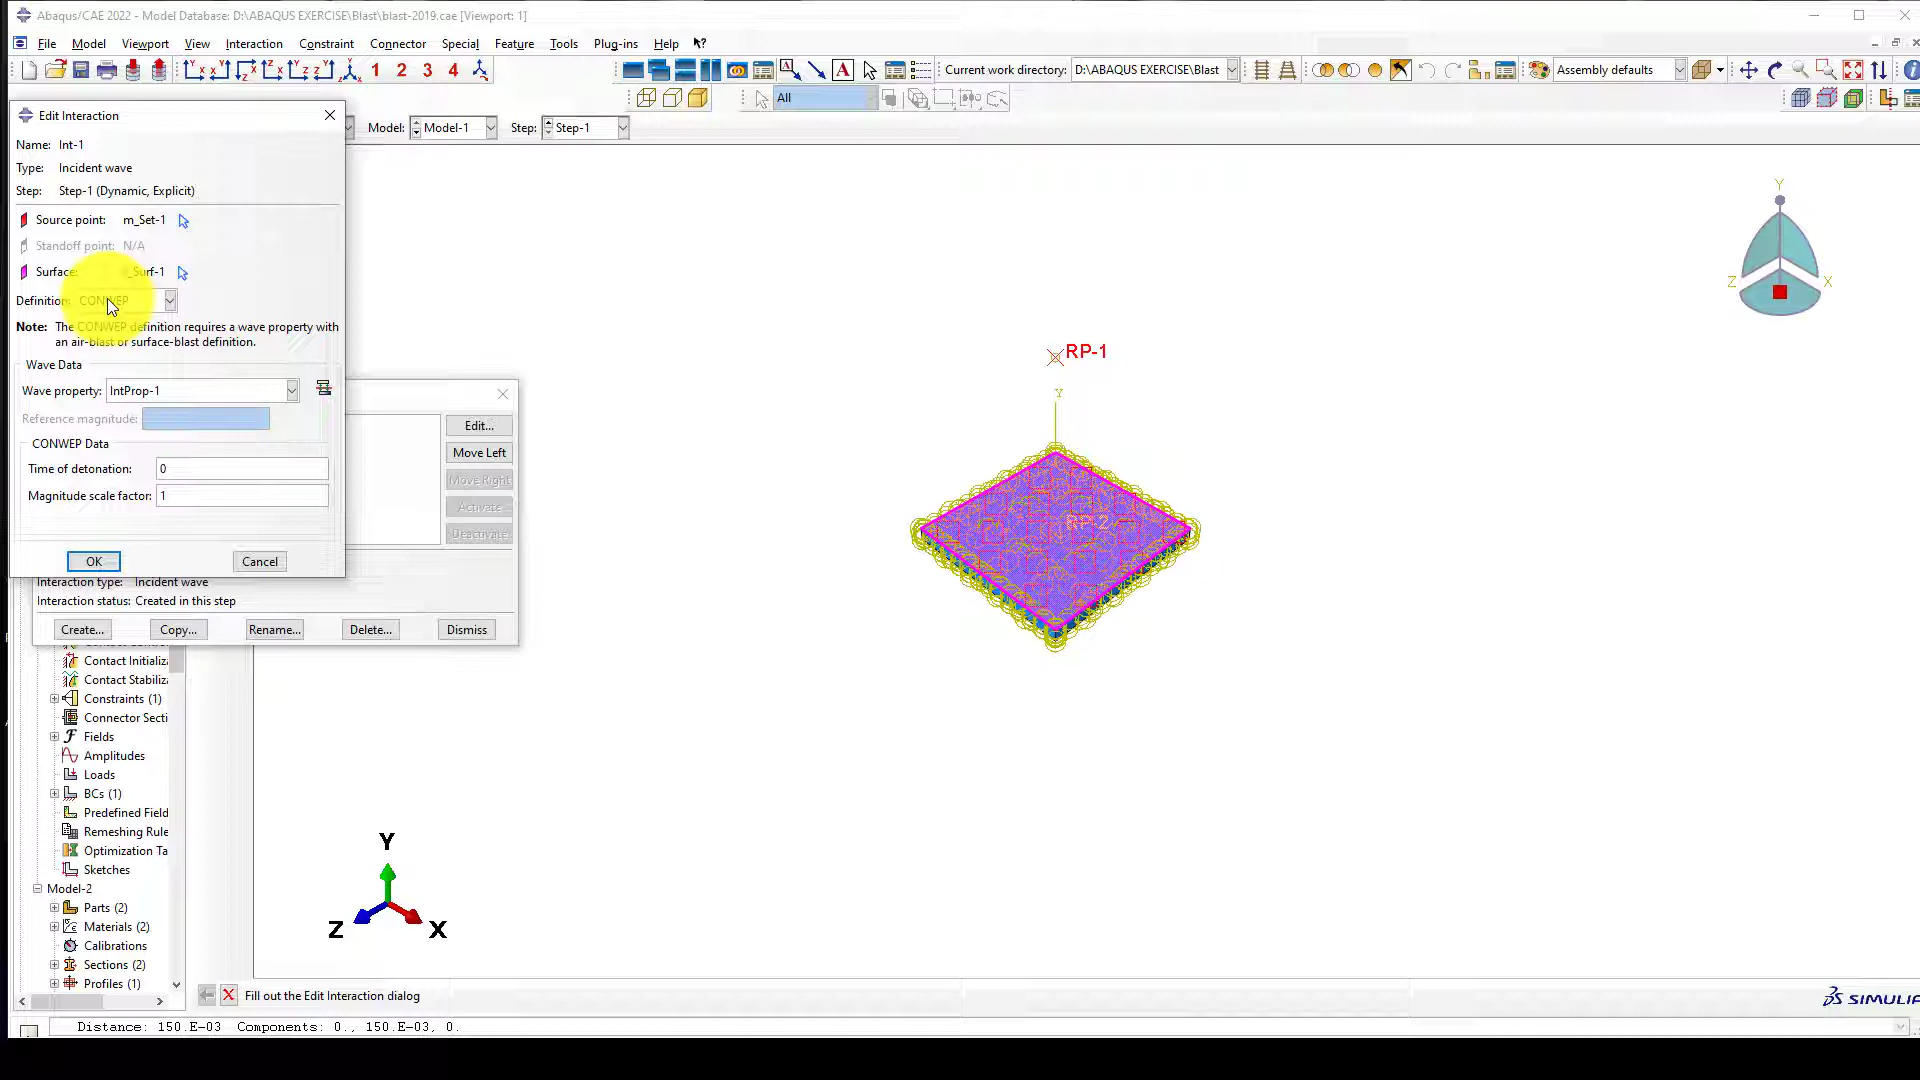 Abaqus/CAE 2022 - Model Database: D:\ABAQUS EXERCISE\Blast\blast-2019.cae [Viewport: 1]
File Model Viewport View Interaction Constraint Connector Special Feature Tools Plug-ins Help
1 2 3 4 Current work directory: D:\ABAQUS EXERCISE\Blast Assembly defaults
All
Model: Model-1 Step: Step-1
Edit Interaction
Name: Int-1
Type: Incident wave
Step: Step-1 (Dynamic, Explicit)
Source point: m_Set-1
Standoff point: N/A
Surface: _Surf-1
Definition: CONWEP
Note: The CONWEP definition requires a wave property with
an air-blast or surface-blast definition.
Wave Data
Wave property: IntProp-1
Reference magnitude:
CONWEP Data
Time of detonation: 0
Magnitude scale factor: 1
OK Cancel
Edit...
Move Left
Move Right
Activate
Deactivate
Interaction type: Incident wave
Interaction status: Created in this step
Create... Copy... Rename... Delete... Dismiss
Contact Initializ
Contact Stabiliz
Constraints (1)
Connector Secti
Fields
Amplitudes
Loads
BCs (1)
Predefined Field
Remeshing Rule
Optimization Ta
Sketches
Model-2
Parts (2)
Materials (2)
Calibrations
Sections (2)
Profiles (1)
RP-1
Y
RP-2
Y
Z X
Y
Z X
Fill out the Edit Interaction dialog
SIMULIA
Distance: 150.E-03 Components: 0., 150.E-03, 0.